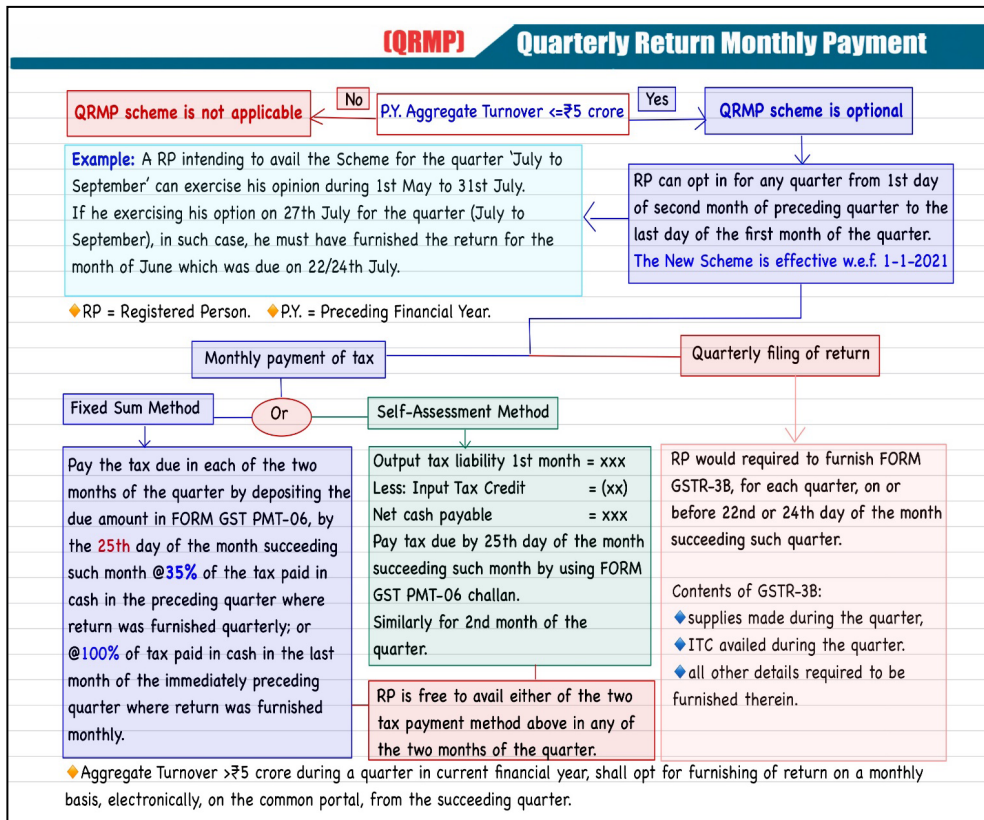 (QRMP) Quarterly Return Monthly Payment
QRMP scheme is not applicable
No
P.Y. Aggregate Turnover <=₹5 crore
Yes
QRMP scheme is optional
Example: A RP intending to avail the Scheme for the quarter ‘July to
September’ can exercise his opinion during 1st May to 31st July.
If he exercising his option on 27th July for the quarter (July to
September), in such case, he must have furnished the return for the
month of June which was due on 22/24th July.
RP can opt in for any quarter from 1st day
of second month of preceding quarter to the
last day of the first month of the quarter.
The New Scheme is effective w.e.f. 1-1-2021
🔶RP = Registered Person. 🔶P.Y. = Preceding Financial Year.
Monthly payment of tax
Quarterly filing of return
Fixed Sum Method
Or
Self-Assessment Method
Pay the tax due in each of the two
months of the quarter by depositing the
due amount in FORM GST PMT-06, by
the 25th day of the month succeeding
such month @35% of the tax paid in
cash in the preceding quarter where
return was furnished quarterly; or
@100% of tax paid in cash in the last
month of the immediately preceding
quarter where return was furnished
monthly.
Output tax liability 1st month = xxx
Less: Input Tax Credit = (xx)
Net cash payable = xxx
Pay tax due by 25th day of the month
succeeding such month by using FORM
GST PMT-06 challan.
Similarly for 2nd month of the
quarter.
RP is free to avail either of the two
tax payment method above in any of
the two months of the quarter.
RP would required to furnish FORM
GSTR-3B, for each quarter, on or
before 22nd or 24th day of the month
succeeding such quarter.
Contents of GSTR-3B:
🔷supplies made during the quarter,
🔷ITC availed during the quarter.
🔷all other details required to be
furnished therein.
🔶Aggregate Turnover >₹5 crore during a quarter in current financial year, shall opt for furnishing of return on a monthly
basis, electronically, on the common portal, from the succeeding quarter.